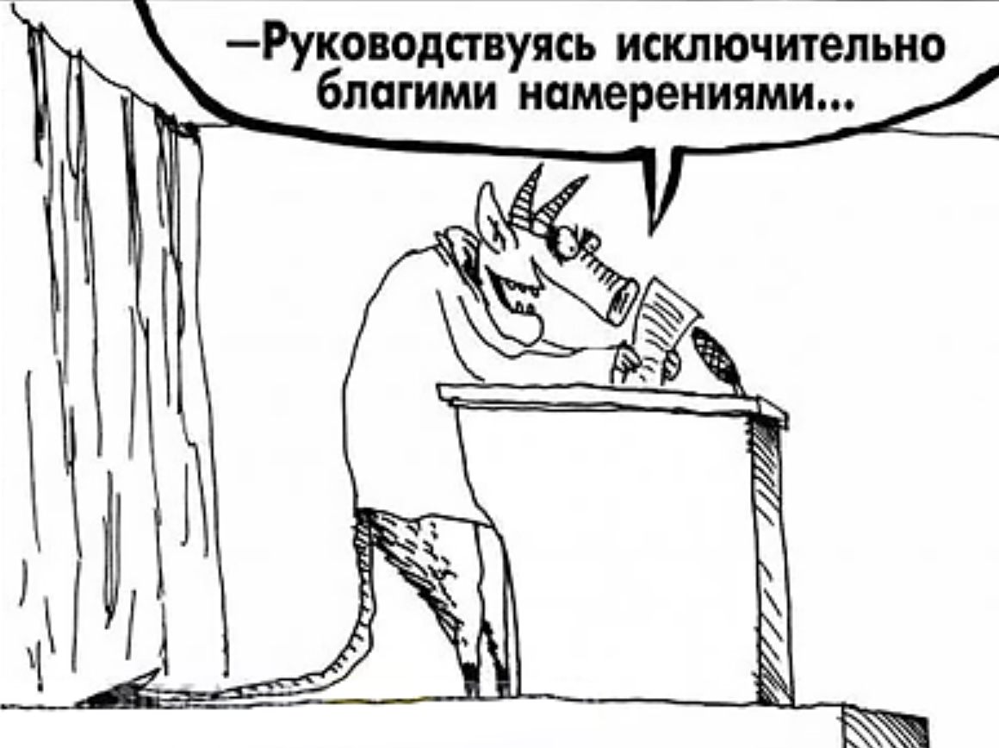 —Руководствуясь исключительно
благими намерениями...